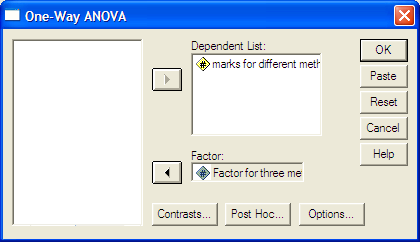 One-Way ANOVA
Dependent List:
# marks for different meth
Factor:
# Factor for three me
OK
Paste
Reset
Cancel
Help
Contrasts... Post Hoc... Options...